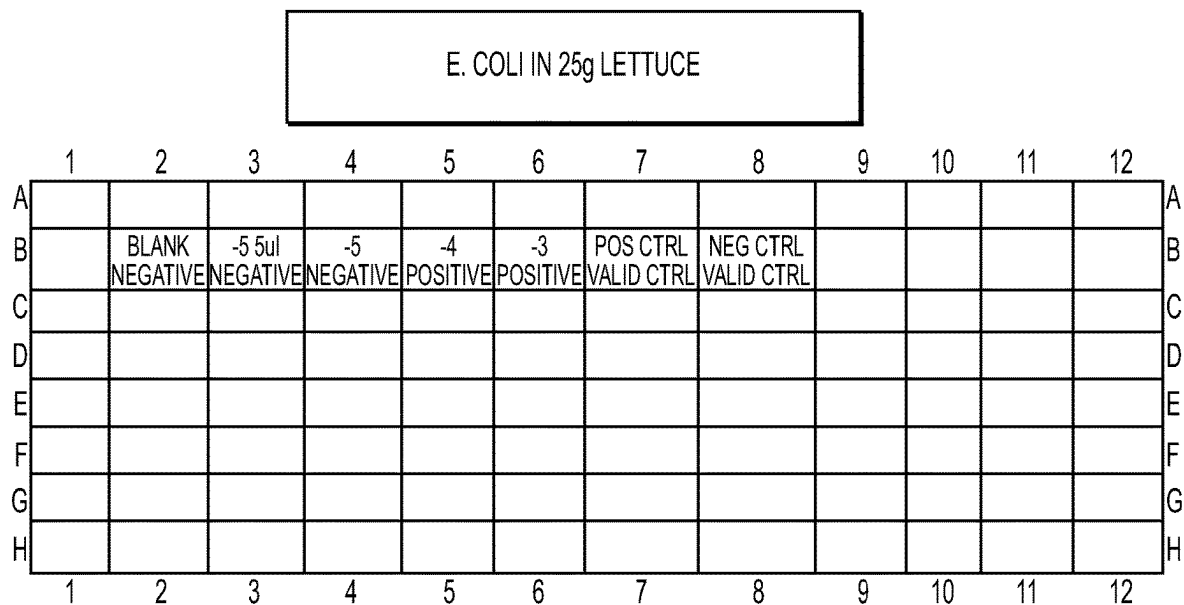 E. COLI IN 25g LETTUCE
1 2 3 4 5 6 7 8 9 10 11 12
A A
B BLANK -5 5ul -5 -4 -3 POS CTRL NEG CTRL B
NEGATIVE NEGATIVE NEGATIVE POSITIVE POSITIVE VALID CTRL VALID CTRL
C C
D D
E E
F F
G G
H H
1 2 3 4 5 6 7 8 9 10 11 12